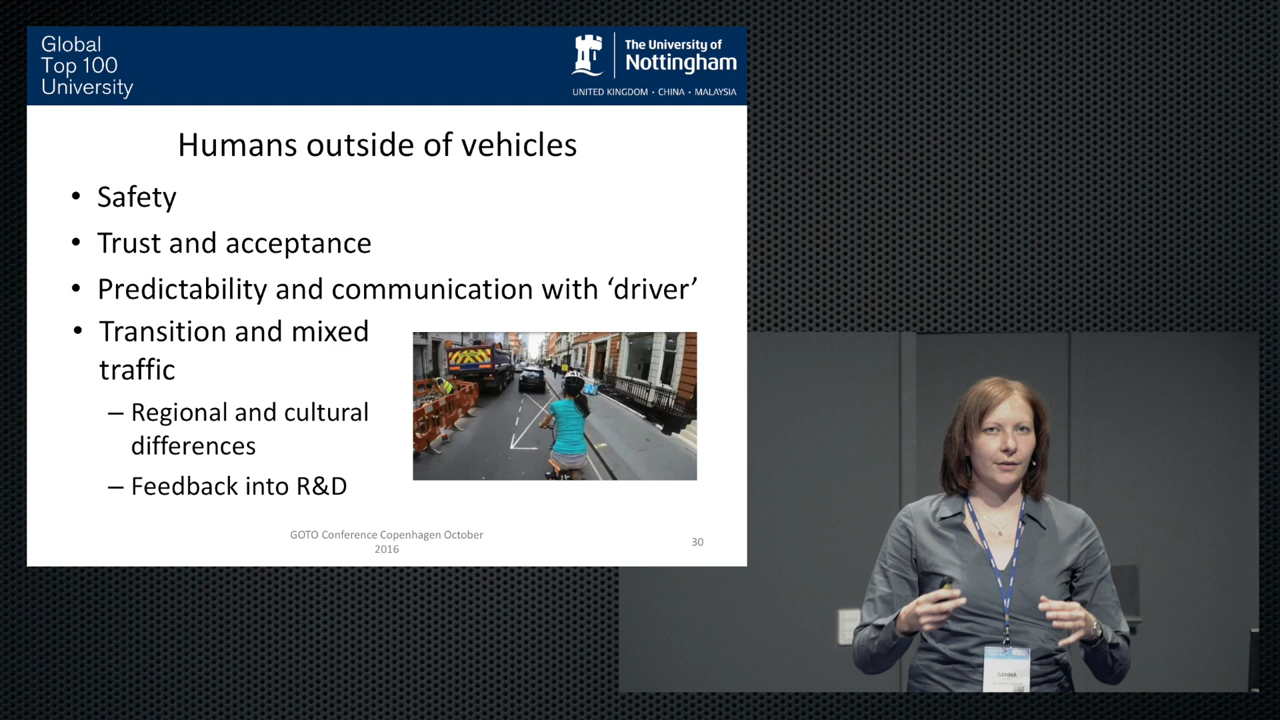 Global
Top 100
University
The University of
Nottingham
UNITED KINGDOM • CHINA • MALAYSIA
Humans outside of vehicles
• Safety
• Trust and acceptance
• Predictability and communication with ‘driver’
• Transition and mixed
traffic
– Regional and cultural
differences
– Feedback into R&D
GOTO Conference Copenhagen October
2016
30
SANNA